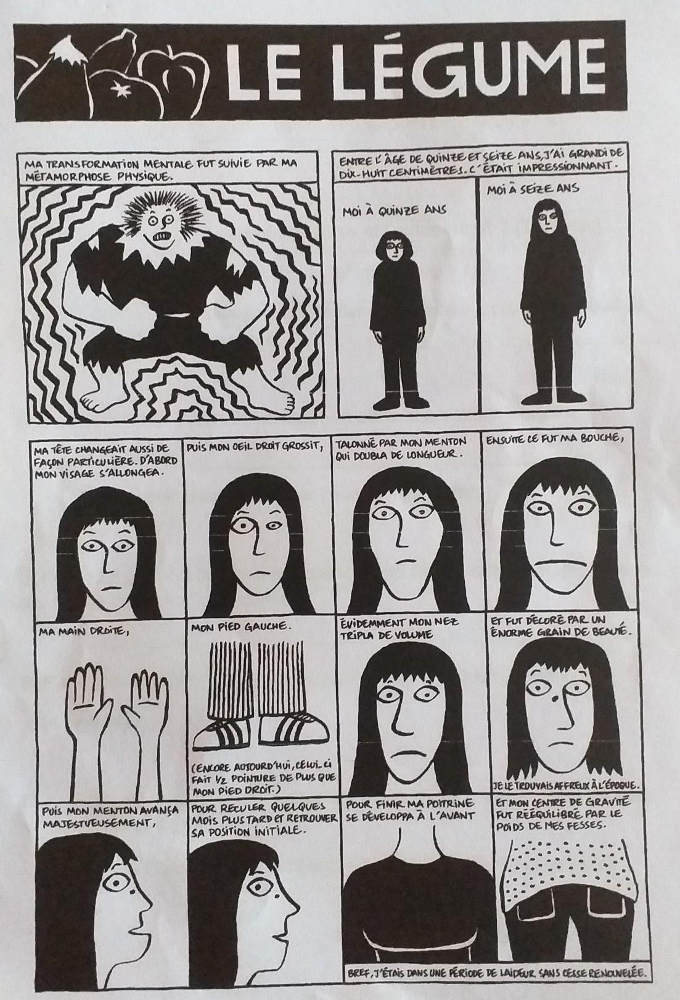 LE LÉGUME
MA TRANSFORMATION MENTALE FUT SUIVIE PAR MA
MÉTAMORPHOSE PHYSIQUE.
ENTRE L'ÂGE DE QUINZE ET SEIZE ANS, J'AI GRANDI DE
DIX-HUIT CENTIMÈTRES. C'ÉTAIT IMPRESSIONNANT.
MOI À QUINZE ANS
MOI À SEIZE ANS
MA TÊTE CHANGEAIT AUSSI DE
FAÇON PARTICULIÈRE. D'ABORD
MON VISAGE S'ALLONGEA.
PUIS MON OEIL DROIT GROSSIT,
TALONNÉ PAR MON MENTON
QUI DOUBLA DE LONGUEUR.
ENSUITE CE FUT MA BOUCHE,
MA MAIN DROITE,
MON PIED GAUCHE.
(ENCORE AUJOURD'HUI, CELUI-CI
FAIT 1/2 POINTURE DE PLUS QUE
MON PIED DROIT.)
ÉVIDEMMENT MON NEZ
TRIPLA DE VOLUME
ET FUT DÉCORÉ PAR UN
ÉNORME GRAIN DE BEAUTÉ.
JE LE TROUVAIS AFFREUX À L'ÉPOQUE.
PUIS MON MENTON AVANÇA
MAJESTUEUSEMENT,
POUR RECULER QUELQUES
MOIS PLUS TARD ET RETROUVER
SA POSITION INITIALE.
POUR FINIR MA POITRINE
SE DÉVELOPPA À L'AVANT
ET MON CENTRE DE GRAVITÉ
FUT RÉÉQUILIBRÉ PAR LE
POIDS DE MES FESSES.
BREF, J'ÉTAIS DANS UNE PÉRIODE DE LAIDEUR SANS CESSE RENOUVELÉE.